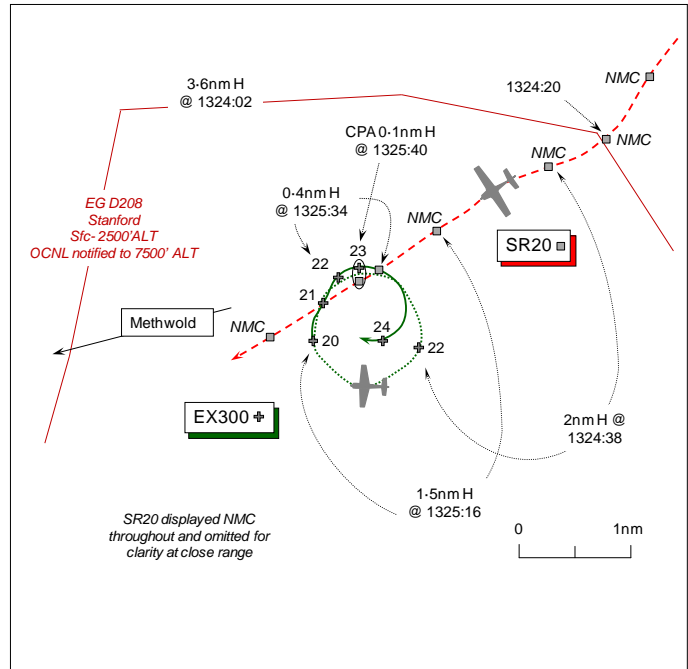 3·6nm H
@ 1324:02
NMC
1324:20
NMC
CPA 0·1nm H
@ 1325:40
NMC
0·4nm H
@ 1325:34
EG D208
Stanford
Sfc- 2500'ALT
OCNL notified to 7500' ALT
NMC
23
SR20
22
21
Methwold
NMC
20
24
22
EX300
2nm H @
1324:38
1·5nm H
@ 1325:16
SR20 displayed NMC
throughout and omitted for
clarity at close range
0
1nm